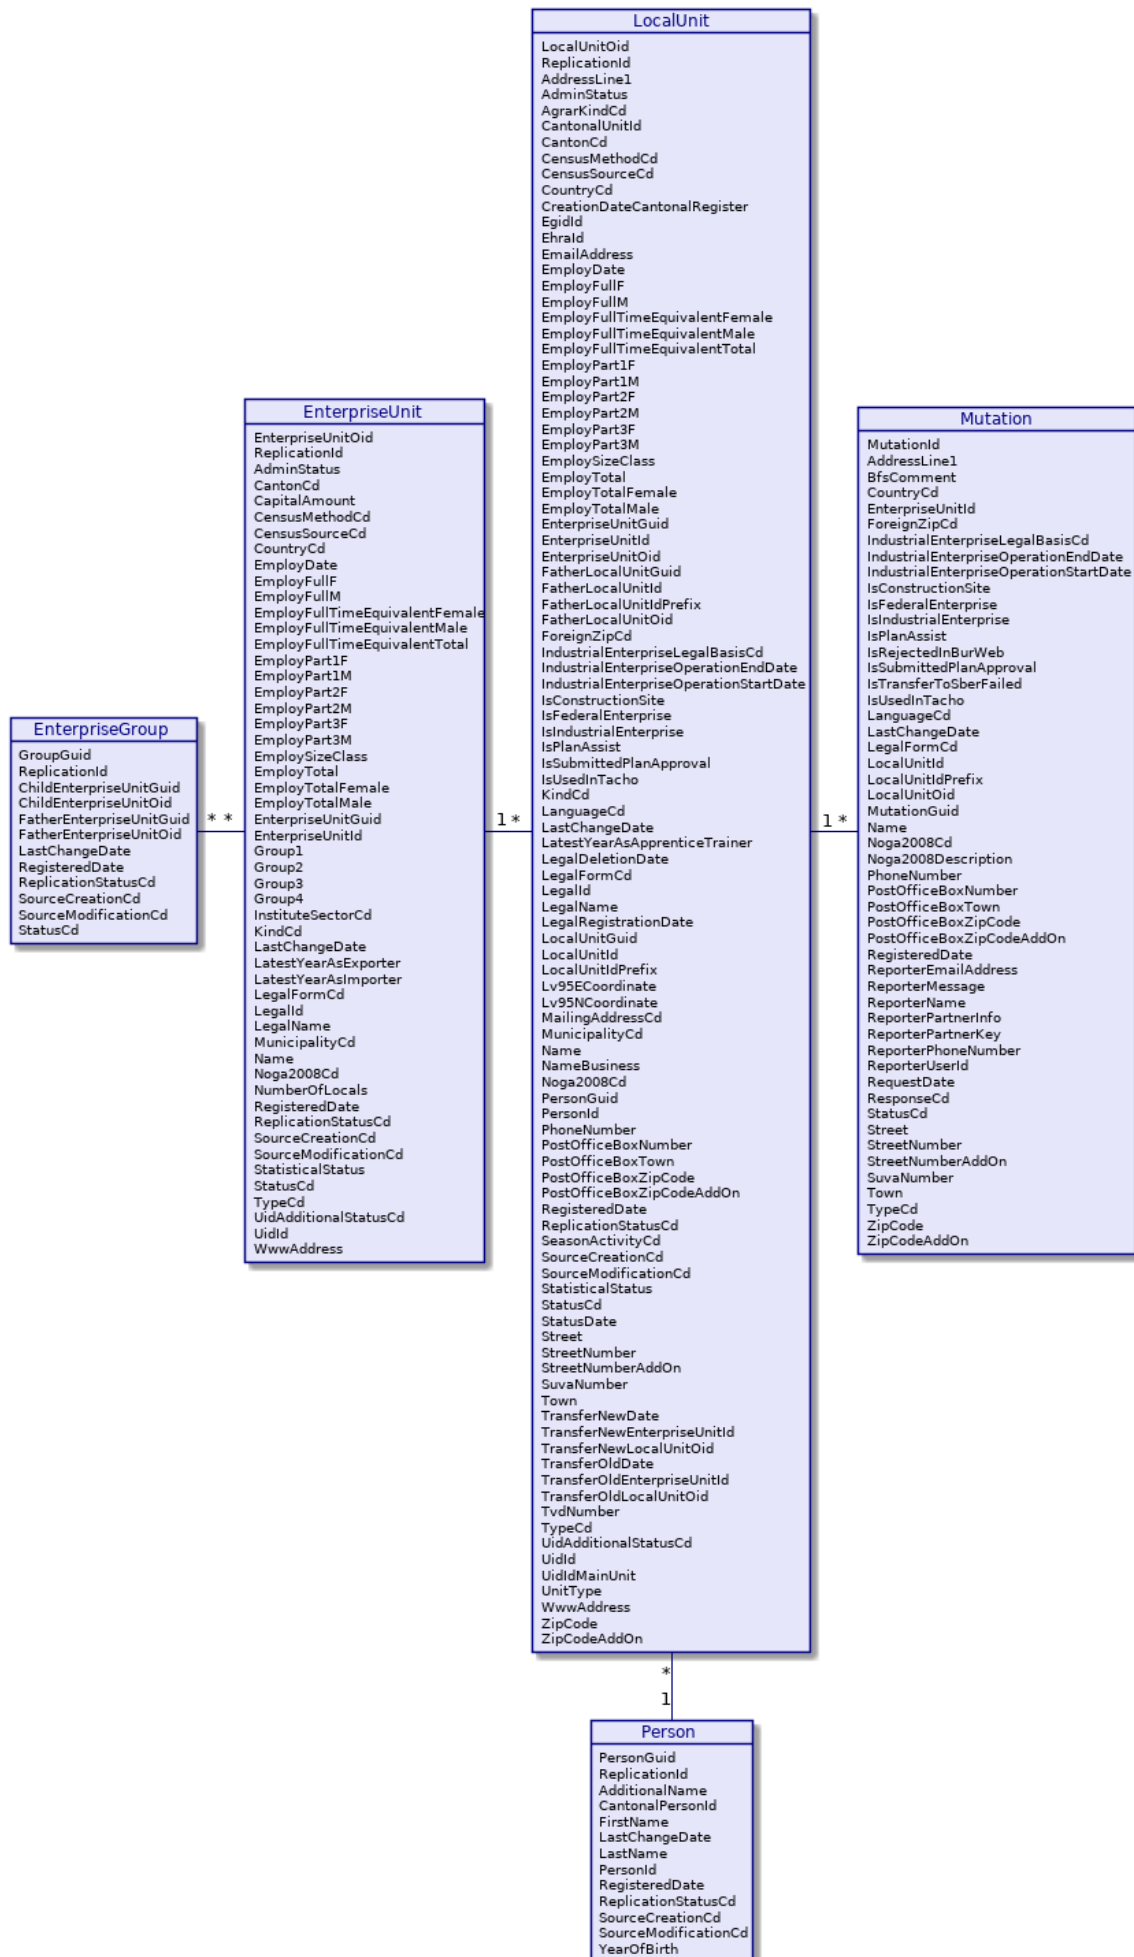 LocalUnit
LocalUnitOid
ReplicationId
AddressLine1
AdminStatus
AgrarKindCd
CantonalUnitId
CantonCd
CensusMethodCd
CensusSourceCd
CountryCd
CreationDateCantonalRegister
EgidId
EhraId
EmailAddress
EmployDate
EmployFullF
EmployFullM
EmployFullTimeEquivalentFemale
EmployFullTimeEquivalentMale
EmployFullTimeEquivalentTotal
EmployPart1F
EmployPart1M
EmployPart2F
EmployPart2M
EmployPart3F
EmployPart3M
EmploySizeClass
EmployTotal
EmployTotalFemale
EmployTotalMale
EnterpriseUnitGuid
EnterpriseUnitId
EnterpriseUnitOid
FatherLocalUnitGuid
FatherLocalUnitId
FatherLocalUnitIdPrefix
FatherLocalUnitOid
ForeignZipCd
IndustrialEnterpriseLegalBasisCd
IndustrialEnterpriseOperationEndDate
IndustrialEnterpriseOperationStartDate
IsConstructionSite
IsFederalEnterprise
IsIndustrialEnterprise
IsPlanAssist
IsSubmittedPlanApproval
IsUsedInTacho
KindCd
LanguageCd
LastChangeDate
LatestYearAsApprenticeTrainer
LegalDeletionDate
LegalFormCd
LegalId
LegalName
LegalRegistrationDate
LocalUnitGuid
LocalUnitId
LocalUnitIdPrefix
Lv95ECoordinate
Lv95NCoordinate
MailingAddressCd
MunicipalityCd
Name
NameBusiness
Noga2008Cd
PersonGuid
PersonId
PhoneNumber
PostOfficeBoxNumber
PostOfficeBoxTown
PostOfficeBoxZipCode
PostOfficeBoxZipCodeAddOn
RegisteredDate
ReplicationStatusCd
SeasonActivityCd
SourceCreationCd
SourceModificationCd
StatisticalStatus
StatusCd
StatusDate
Street
StreetNumber
StreetNumberAddOn
SuvaNumber
Town
TransferNewDate
TransferNewEnterpriseUnitId
TransferNewLocalUnitOid
TransferOldDate
TransferOldEnterpriseUnitId
TransferOldLocalUnitOid
TvdNumber
TypeCd
UidAdditionalStatusCd
UidId
UidIdMainUnit
UnitType
WwwAddress
ZipCode
ZipCodeAddOn
EnterpriseUnit
EnterpriseUnitOid
ReplicationId
AdminStatus
CantonCd
CapitalAmount
CensusMethodCd
CensusSourceCd
CountryCd
EmployDate
EmployFullF
EmployFullM
EmployFullTimeEquivalentFemale
EmployFullTimeEquivalentMale
EmployFullTimeEquivalentTotal
EmployPart1F
EmployPart1M
EmployPart2F
EmployPart2M
EmployPart3F
EmployPart3M
EmploySizeClass
EmployTotal
EmployTotalFemale
EmployTotalMale
EnterpriseUnitGuid
EnterpriseUnitId
Group1
Group2
Group3
Group4
InstituteSectorCd
KindCd
LastChangeDate
LatestYearAsExporter
LatestYearAsImporter
LegalFormCd
LegalId
LegalName
MunicipalityCd
Name
Noga2008Cd
NumberOfLocals
RegisteredDate
ReplicationStatusCd
SourceCreationCd
SourceModificationCd
StatisticalStatus
StatusCd
TypeCd
UidAdditionalStatusCd
UidId
WwwAddress
Mutation
MutationId
AddressLine1
BfsComment
CountryCd
EnterpriseUnitId
ForeignZipCd
IndustrialEnterpriseLegalBasisCd
IndustrialEnterpriseOperationEndDate
IndustrialEnterpriseOperationStartDate
IsConstructionSite
IsFederalEnterprise
IsIndustrialEnterprise
IsPlanAssist
IsRejectedInBurWeb
IsSubmittedPlanApproval
IsTransferToSberFailed
IsUsedInTacho
LanguageCd
LastChangeDate
LegalFormCd
LocalUnitId
LocalUnitIdPrefix
LocalUnitOid
MutationGuid
Name
Noga2008Cd
Noga2008Description
PhoneNumber
PostOfficeBoxNumber
PostOfficeBoxTown
PostOfficeBoxZipCode
PostOfficeBoxZipCodeAddOn
RegisteredDate
ReporterEmailAddress
ReporterMessage
ReporterName
ReporterPartnerInfo
ReporterPartnerKey
ReporterPhoneNumber
ReporterUserId
RequestDate
ResponseCd
StatusCd
Street
StreetNumber
StreetNumberAddOn
SuvaNumber
Town
TypeCd
ZipCode
ZipCodeAddOn
EnterpriseGroup
GroupGuid
ReplicationId
ChildEnterpriseUnitGuid
ChildEnterpriseUnitOid
FatherEnterpriseUnitGuid
FatherEnterpriseUnitOid
LastChangeDate
RegisteredDate
ReplicationStatusCd
SourceCreationCd
SourceModificationCd
StatusCd
* *
1 *
1 *
*
1
Person
PersonGuid
ReplicationId
AdditionalName
CantonalPersonId
FirstName
LastChangeDate
LastName
PersonId
RegisteredDate
ReplicationStatusCd
SourceCreationCd
SourceModificationCd
YearOfBirth